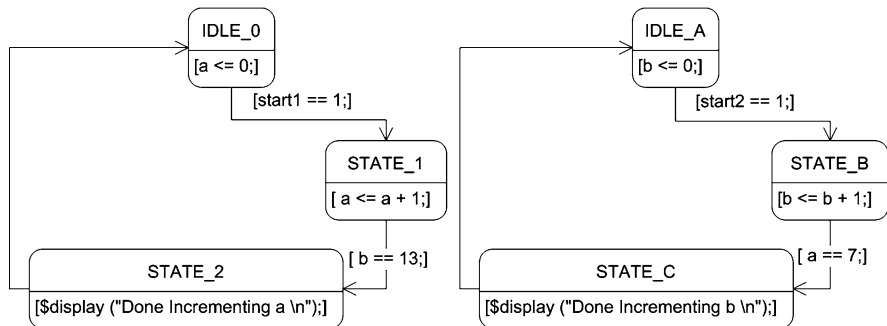 IDLE_0
[a <= 0;]
[start1 == 1;]
STATE_1
[ a <= a + 1;]
[ b == 13;]
STATE_2
[$display ("Done Incrementing a \n");]
IDLE_A
[b <= 0;]
[start2 == 1;]
STATE_B
[b <= b + 1;]
[ a == 7;]
STATE_C
[$display ("Done Incrementing b \n");]